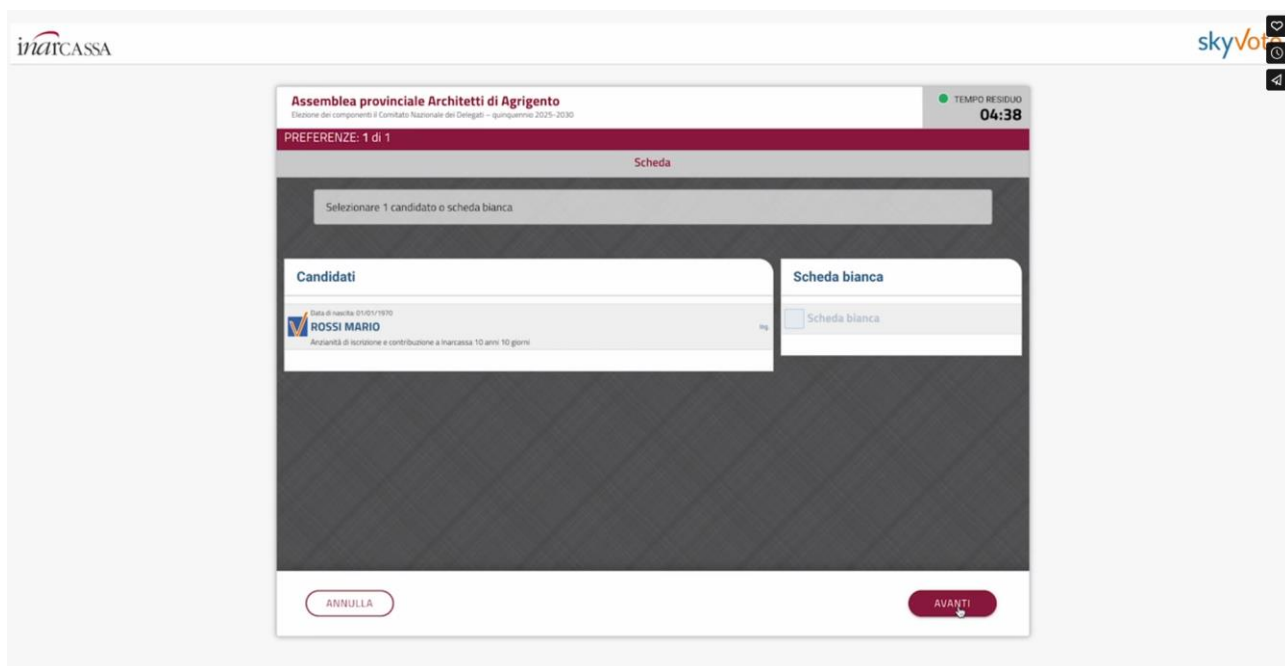 inarCASSA
skyvote
Assemblea provinciale Architetti di Agrigento
Elezione dei componenti il Comitato Nazionale dei Delegati – quinquennio 2025-2030
TEMPO RESIDUO
04:38
PREFERENZE: 1 di 1
Scheda
Selezionare 1 candidato o scheda bianca
Candidati
Scheda bianca
Data di nascita: 01/01/1970
ROSSI MARIO
Ing.
Anzianità di iscrizione e contribuzione a Inarcassa 10 anni 10 giorni
Scheda bianca
ANNULLA
AVANTI